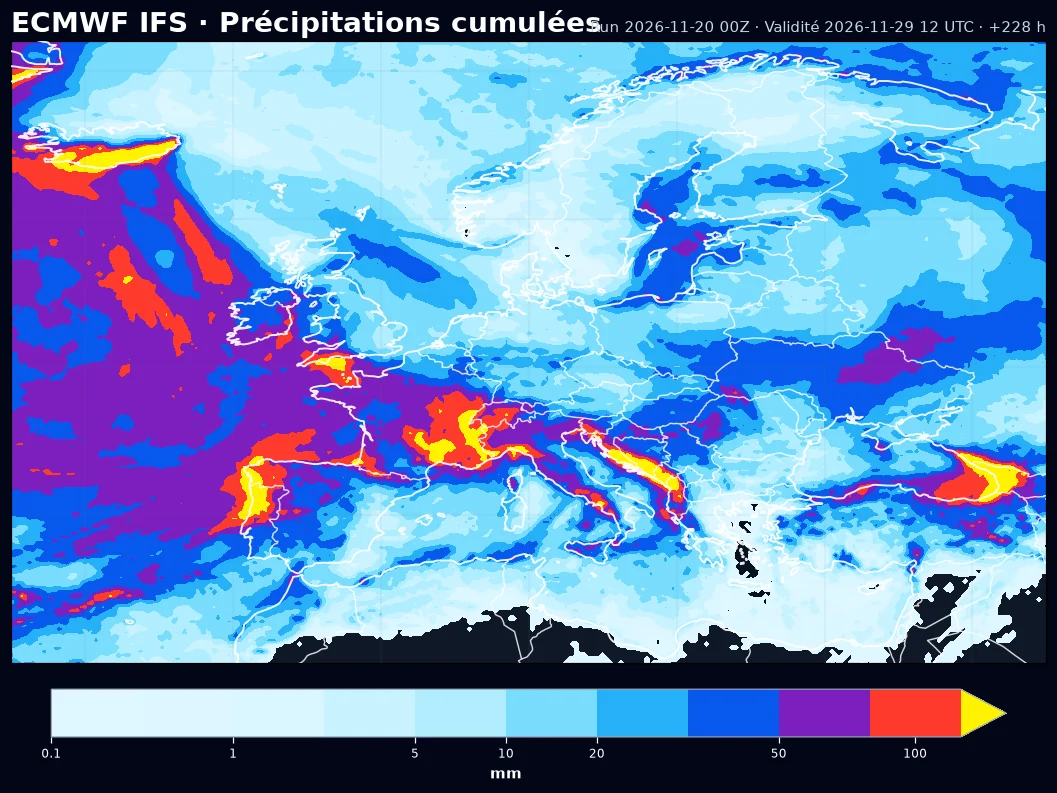 ECMWF IFS · Précipitations cumulées
Run 2026-11-20 00Z · Validité 2026-11-29 12 UTC · +228 h
0.1 1 5 10 20 50 100
mm